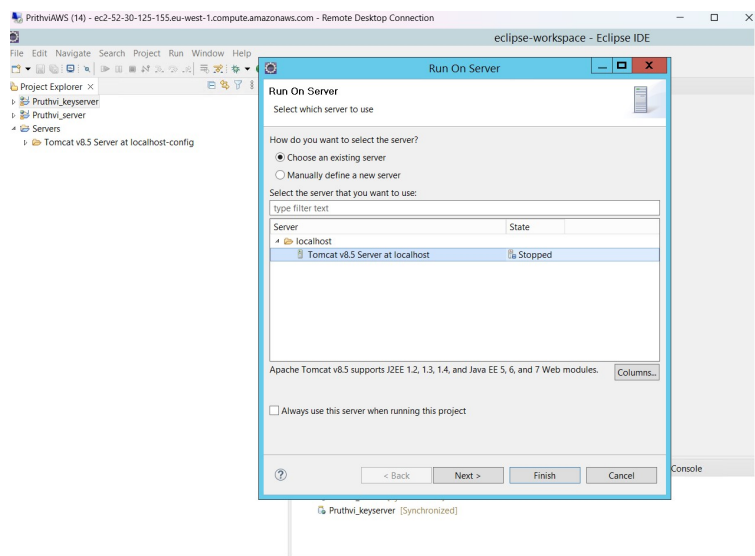 PrithviAWS (14) - ec2-52-30-125-155.eu-west-1.compute.amazonaws.com - Remote Desktop Connection
eclipse-workspace - Eclipse IDE
File Edit Navigate Search Project Run Window Help
Project Explorer
Pruthvi_keyserver
Pruthvi_server
Servers
Tomcat v8.5 Server at localhost-config
Run On Server
Run On Server
Select which server to use
How do you want to select the server?
Choose an existing server
Manually define a new server
Select the server that you want to use:
type filter text
Server State
localhost
Tomcat v8.5 Server at localhost Stopped
Apache Tomcat v8.5 supports J2EE 1.2, 1.3, 1.4, and Java EE 5, 6, and 7 Web modules. Columns...
Always use this server when running this project
< Back Next > Finish Cancel
Console
Pruthvi_keyserver [Synchronized]